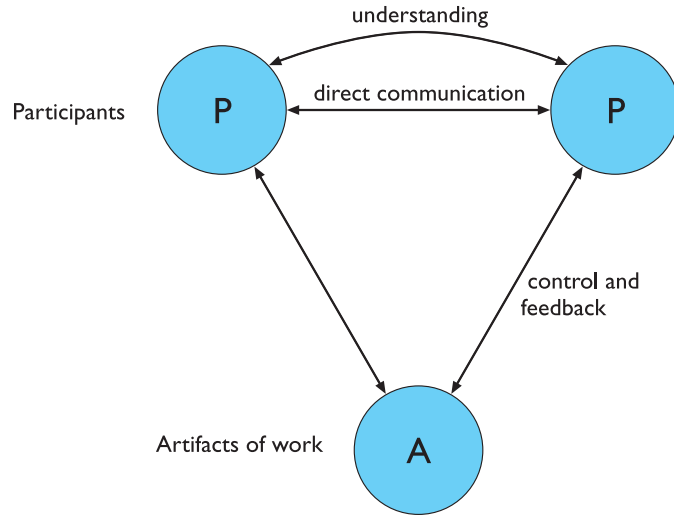 understanding
direct communication
Participants
P
P
control and
feedback
Artifacts of work
A